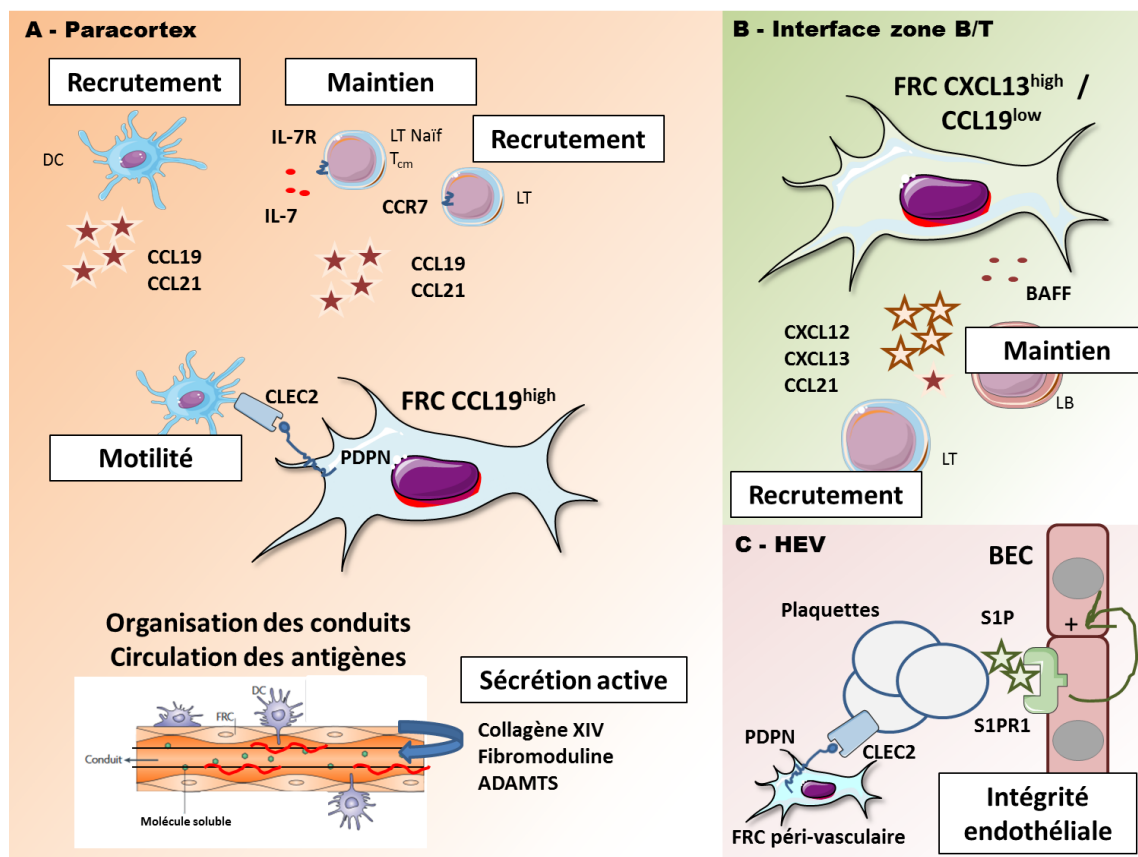 A - Paracortex
Recrutement
Maintien
DC
IL-7R
LT Naïf
Tcm
Recrutement
IL-7
CCR7
LT
CCL19
CCL21
CCL19
CCL21
CLEC2
FRC CCL19high
Motilité
PDPN
Organisation des conduits
Circulation des antigènes
Sécrétion active
DC
FRC
Conduit
Molécule soluble
Collagène XIV
Fibromoduline
ADAMTS
B - Interface zone B/T
FRC CXCL13high /
CCL19low
BAFF
CXCL12
CXCL13
CCL21
Maintien
LB
LT
Recrutement
C - HEV
BEC
Plaquettes
S1P
+
S1PR1
PDPN
CLEC2
FRC péri-vasculaire
Intégrité
endothéliale